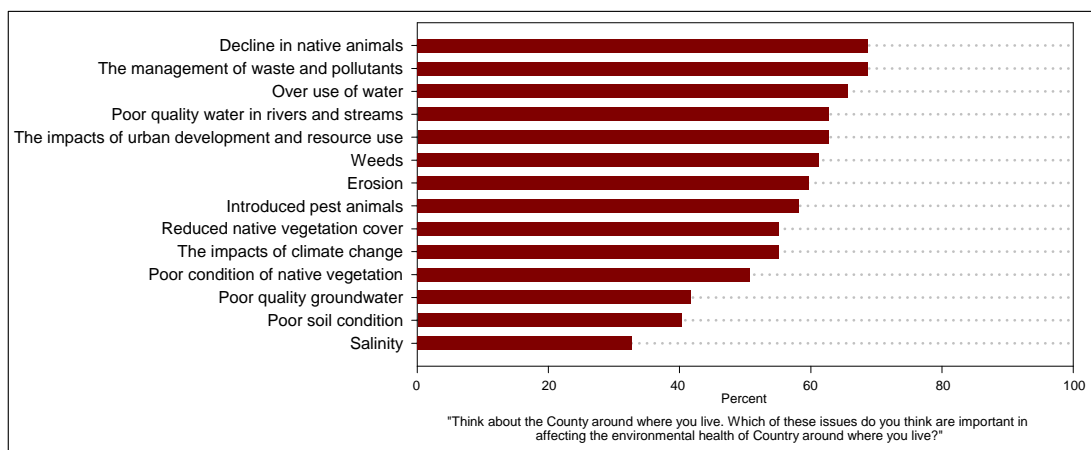 Decline in native animals
The management of waste and pollutants
Over use of water
Poor quality water in rivers and streams
The impacts of urban development and resource use
Weeds
Erosion
Introduced pest animals
Reduced native vegetation cover
The impacts of climate change
Poor condition of native vegetation
Poor quality groundwater
Poor soil condition
Salinity
0 20 40 60 80 100
Percent
"Think about the County around where you live. Which of these issues do you think are important in
affecting the environmental health of Country around where you live?"